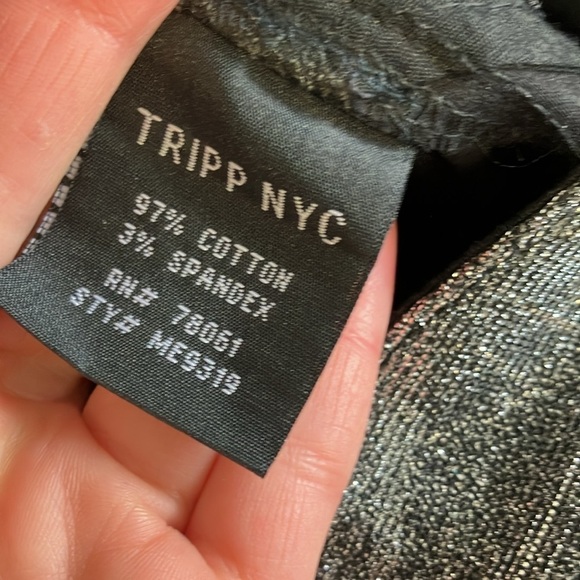 TRIPP NYC
97% COTTON
3% SPANDEX
RN# 78061
STY# ME9319